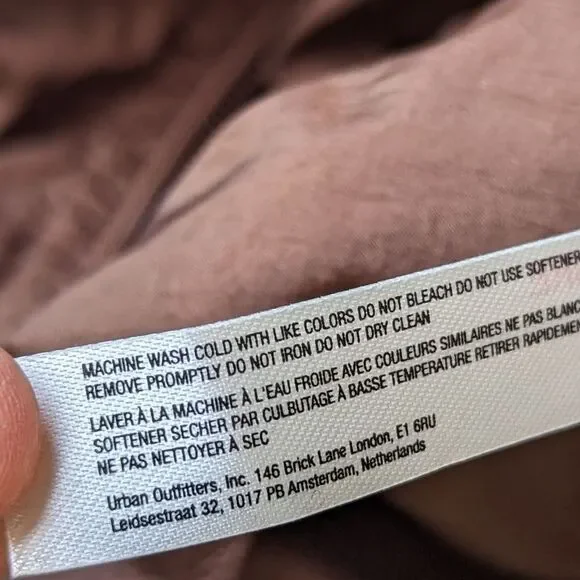 MACHINE WASH COLD WITH LIKE COLORS DO NOT BLEACH DO NOT USE SOFTENER
REMOVE PROMPTLY DO NOT IRON DO NOT DRY CLEAN
LAVER À LA MACHINE À L'EAU FROIDE AVEC COULEURS SIMILAIRES NE PAS
SOFTENER SECHER PAR CULBUTAGE À BASSE TEMPERATURE RETIRER
NE PAS NETTOYER À SEC
Urban Outfitters, Inc. 146 Brick Lane London, E1 6RU
Leidsestraat 32, 1017 PB Amsterdam, Netherlands